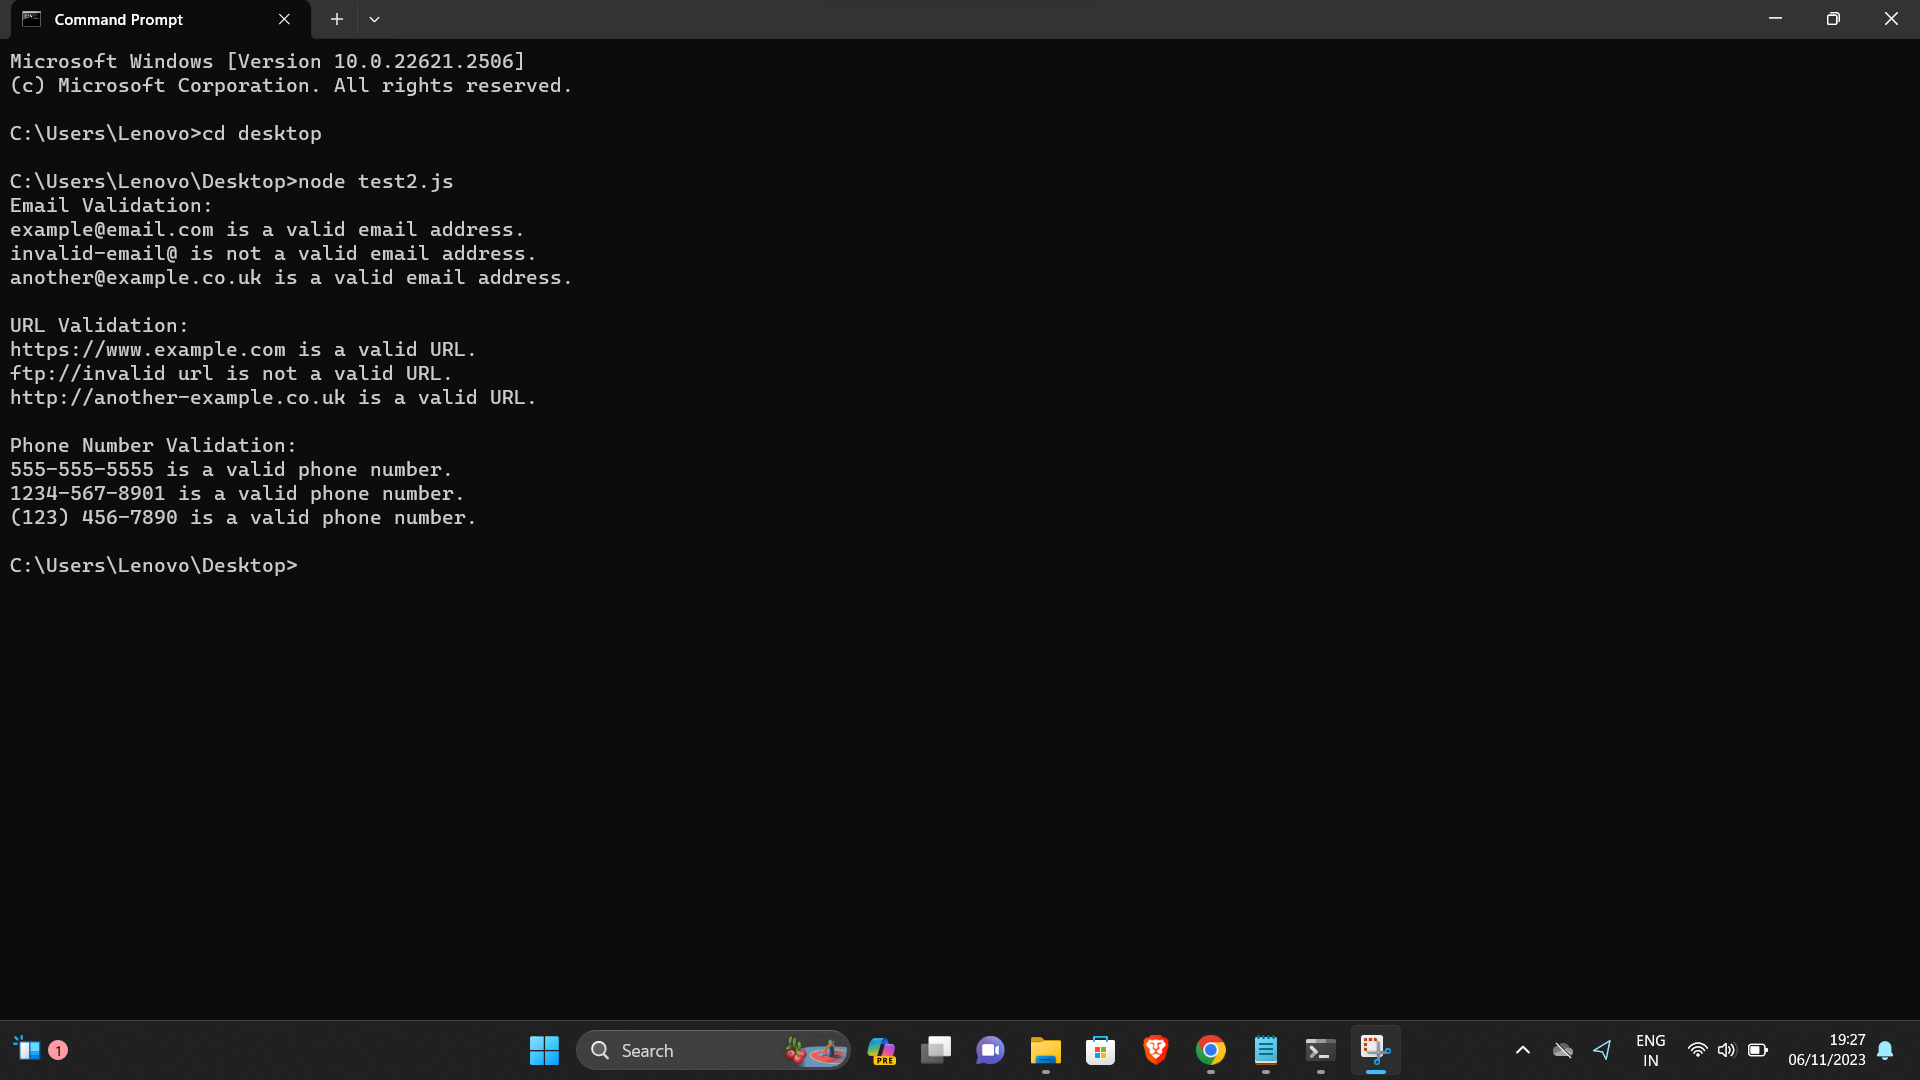 Command Prompt
Microsoft Windows [Version 10.0.22621.2506]
(c) Microsoft Corporation. All rights reserved.
C:\Users\Lenovo>cd desktop
C:\Users\Lenovo\Desktop>node test2.js
Email Validation:
example@email.com is a valid email address.
invalid-email@ is not a valid email address.
another@example.co.uk is a valid email address.
URL Validation:
https://www.example.com is a valid URL.
ftp://invalid url is not a valid URL.
http://another-example.co.uk is a valid URL.
Phone Number Validation:
555-555-5555 is a valid phone number.
1234-567-8901 is a valid phone number.
(123) 456-7890 is a valid phone number.
C:\Users\Lenovo\Desktop>
1
Search
PRE
ENG
IN
19:27
06/11/2023